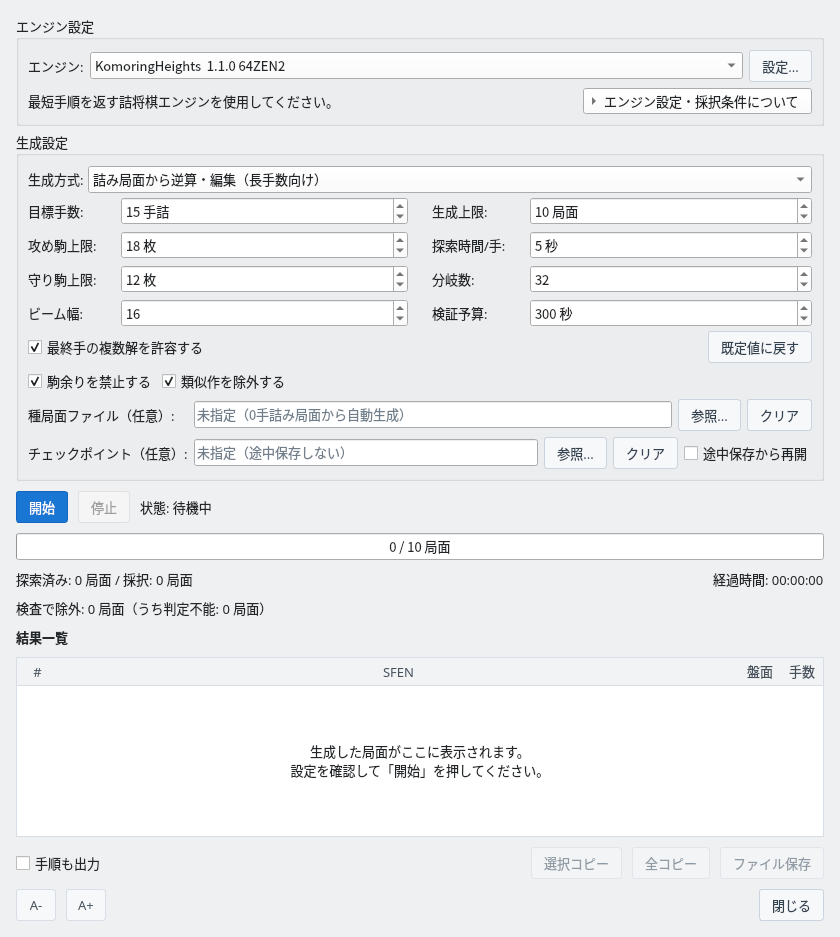 エンジン設定
エンジン: KomoringHeights 1.1.0 64ZEN2 設定...
最短手順を返す詰将棋エンジンを使用してください。 エンジン設定・採択条件について
生成設定
生成方式: 詰み局面から逆算・編集（長手数向け）
目標手数: 15 手詰 生成上限: 10 局面
攻め駒上限: 18 枚 探索時間/手: 5 秒
守り駒上限: 12 枚 分岐数: 32
ビーム幅: 16 検証予算: 300 秒
最終手の複数解を許容する 既定値に戻す
駒余りを禁止する 類似作を除外する
種局面ファイル（任意）: 未指定（0手詰み局面から自動生成） 参照... クリア
チェックポイント（任意）: 未指定（途中保存しない） 参照... クリア 途中保存から再開
開始 停止 状態: 待機中
0 / 10 局面
探索済み: 0 局面 / 採択: 0 局面 経過時間: 00:00:00
検査で除外: 0 局面（うち判定不能: 0 局面）
結果一覧
# SFEN 盤面 手数
生成した局面がここに表示されます。
設定を確認して「開始」を押してください。
手順も出力 選択コピー 全コピー ファイル保存
A- A+ 閉じる